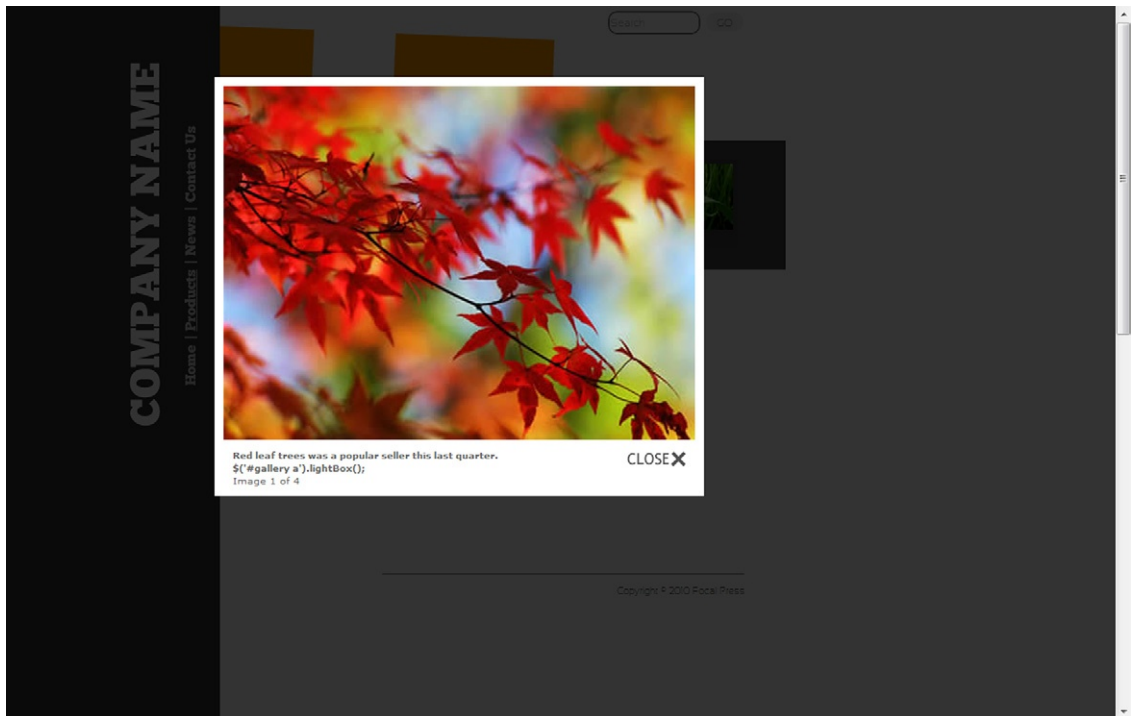 Search
GO
COMPANY NAME
Home | Products | News | Contact Us
Red leaf trees was a popular seller this last quarter.
$('#gallery a').lightBox();
Image 1 of 4
CLOSE
Copyright © 2010 Focal Press